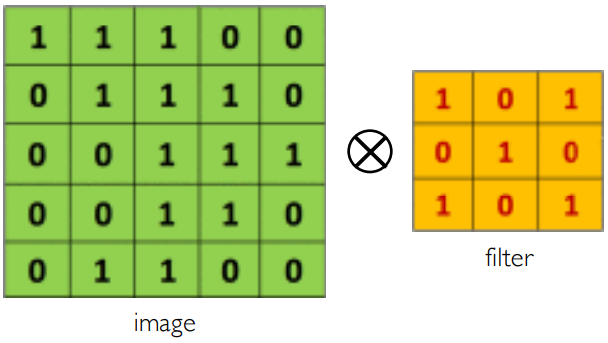 1 1 1 0 0
0 1 1 1 0
0 0 1 1 1
0 0 1 1 0
0 1 1 0 0
image
1 0 1
0 1 0
1 0 1
filter